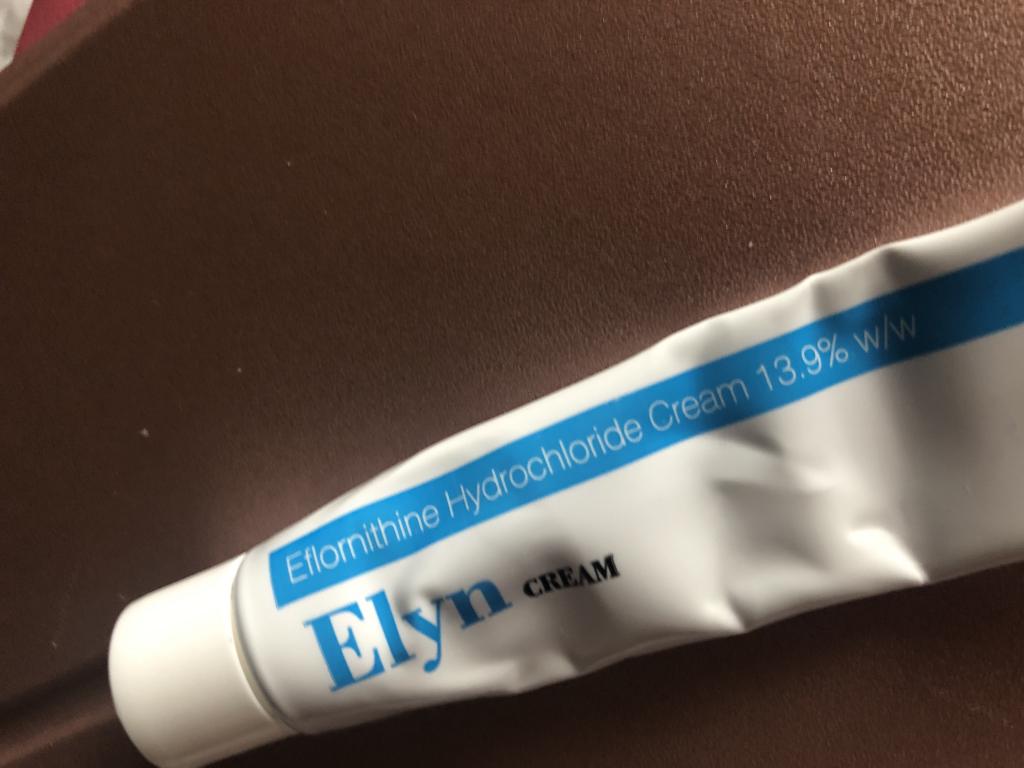 Eflornithine Hydrochloride Cream 13.9% w/w
Elyn CREAM